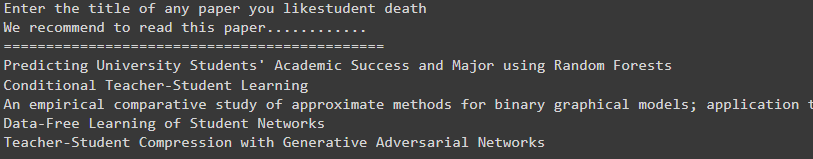 Enter the title of any paper you likestudent death
We recommend to read this paper............
=============================================
Predicting University Students' Academic Success and Major using Random Forests
Conditional Teacher-Student Learning
An empirical comparative study of approximate methods for binary graphical models; application t
Data-Free Learning of Student Networks
Teacher-Student Compression with Generative Adversarial Networks